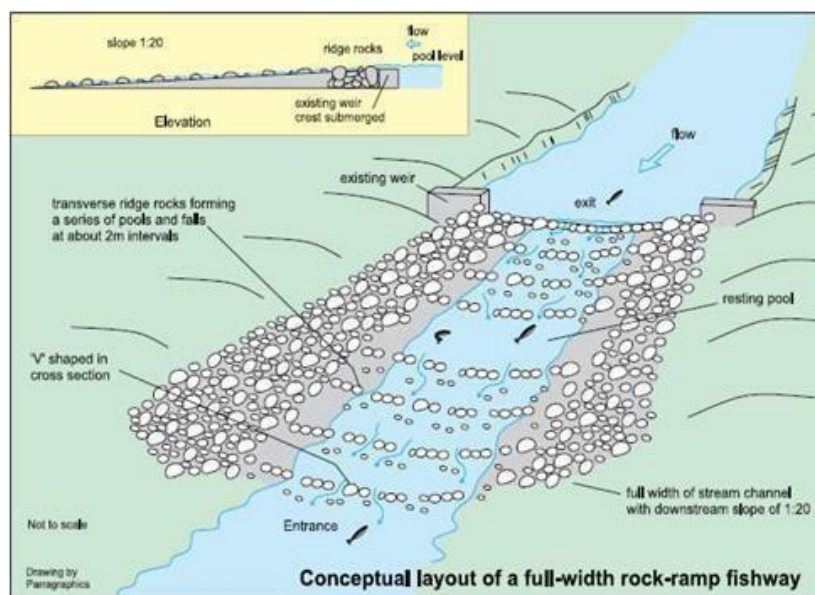 slope 1:20
ridge rocks
flow
pool level
existing weir
crest submerged
Elevation
flow
existing weir
exit
transverse ridge rocks forming
a series of pools and falls
at about 2m intervals
resting pool
'V' shaped in
cross section
full width of stream channel
with downstream slope of 1:20
Not to scale
Entrance
Drawing by
Parragraphics
Conceptual layout of a full-width rock-ramp fishway